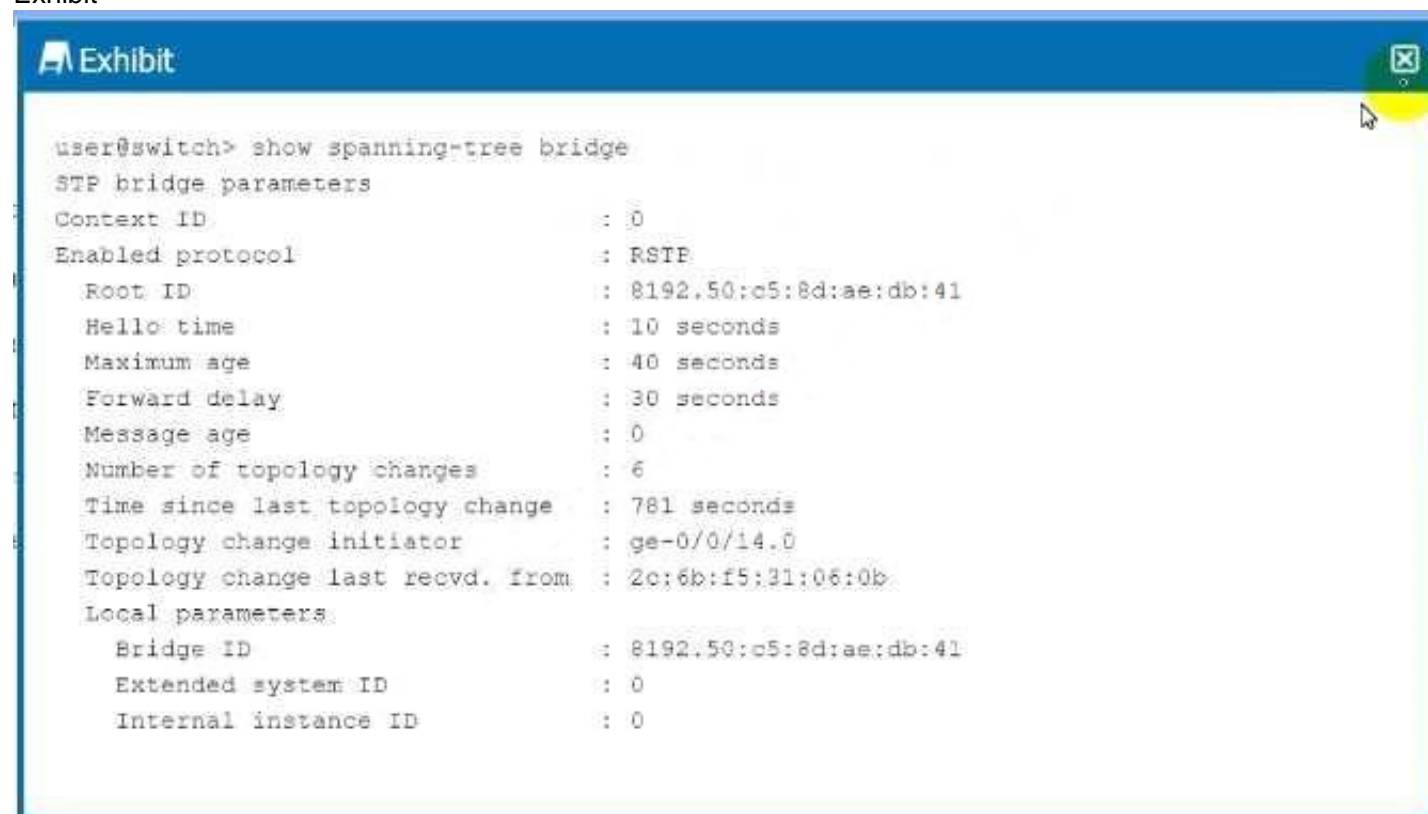 Exhibit
Exhibit
user@switch> show spanning-tree bridge
STP bridge parameters
Context ID : 0
Enabled protocol : RSTP
Root ID : 8192.50:c5:8d:ae:db:41
Hello time : 10 seconds
Maximum age : 40 seconds
Forward delay : 30 seconds
Message age : 0
Number of topology changes : 6
Time since last topology change : 781 seconds
Topology change initiator : ge-0/0/14.0
Topology change last recvd. from : 2c:6b:f5:31:06:0b
Local parameters
Bridge ID : 8192.50:c5:8d:ae:db:41
Extended system ID : 0
Internal instance ID : 0